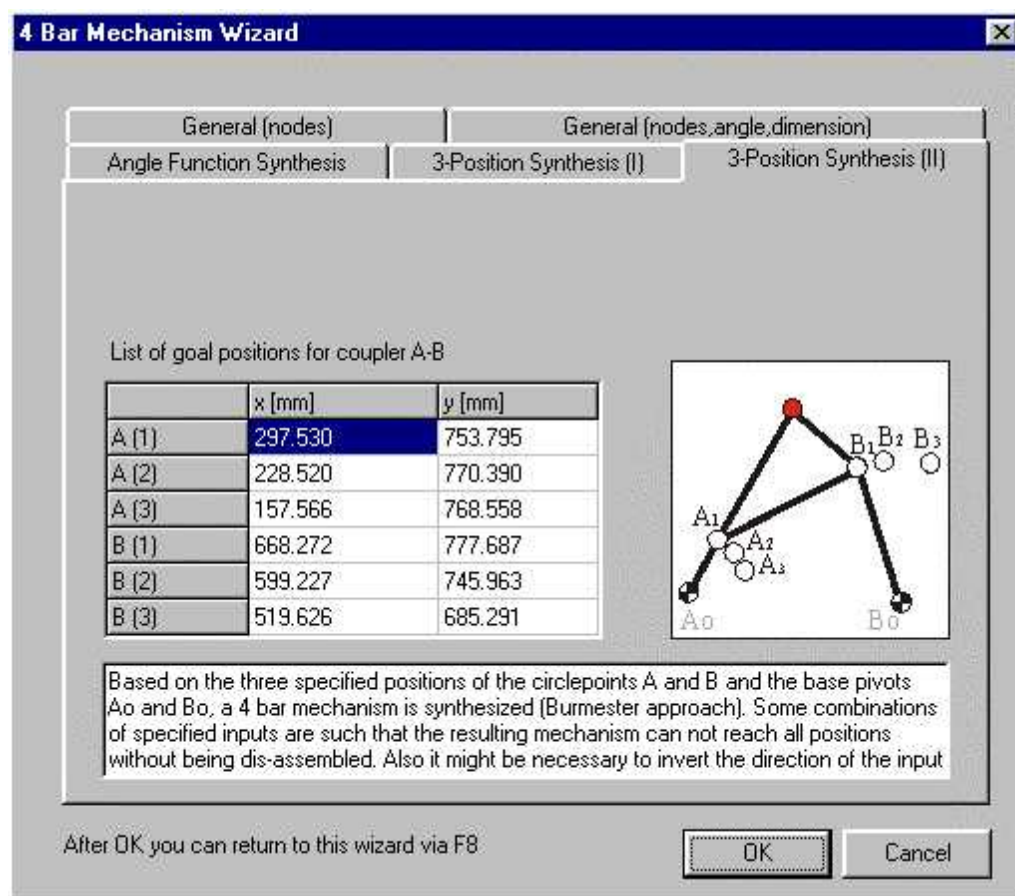 4 Bar Mechanism Wizard
General (nodes)
General (nodes,angle,dimension)
Angle Function Synthesis
3-Position Synthesis (I)
3-Position Synthesis (II)
List of goal positions for coupler A-B
x [mm] y [mm]
A (1) 297.530 753.795
A (2) 228.520 770.390
A (3) 157.566 768.558
B (1) 668.272 777.687
B (2) 599.227 745.963
B (3) 519.626 685.291
B1 B2 B3
A1
A2
A3
Ao Bo
Based on the three specified positions of the circlepoints A and B and the base pivots
Ao and Bo, a 4 bar mechanism is synthesized (Burmester approach). Some combinations
of specified inputs are such that the resulting mechanism can not reach all positions
without being dis-assembled. Also it might be necessary to invert the direction of the input
After OK you can return to this wizard via F8
OK
Cancel